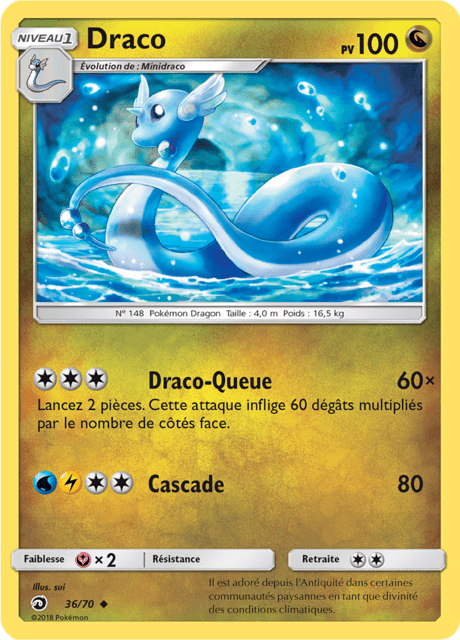 NIVEAU 1
Draco
PV 100
Évolution de : Minidraco
N° 148 Pokémon Dragon Taille : 4,0 m Poids : 16,5 kg
Draco-Queue 60×
Lancez 2 pièces. Cette attaque inflige 60 dégâts multipliés
par le nombre de côtés face.
Cascade 80
Faiblesse × 2 Résistance Retraite
Illus. sui
36/70
©2018 Pokémon
Il est adoré depuis l'Antiquité dans certaines
communautés paysannes en tant que divinité
des conditions climatiques.